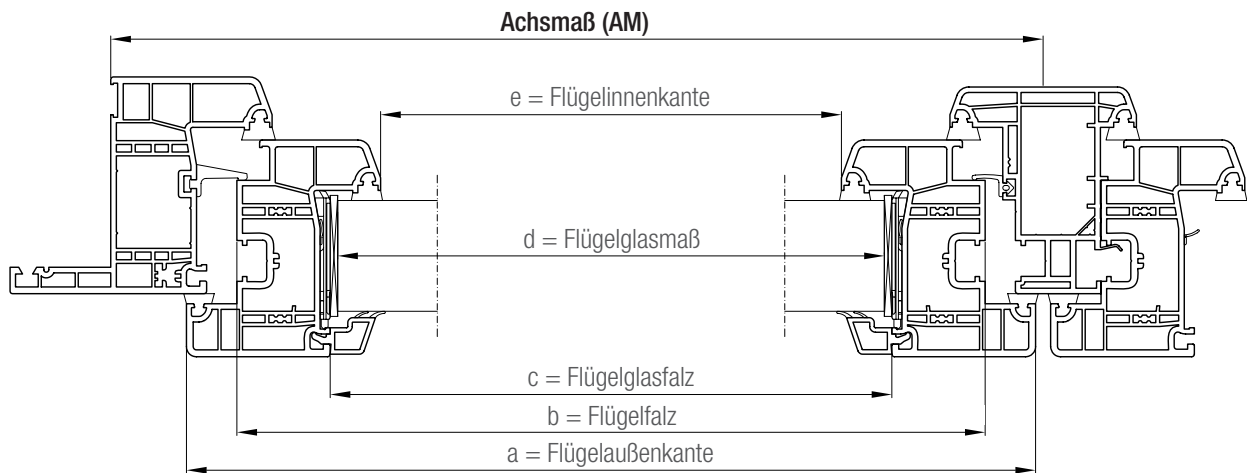 Achsmaß (AM)
e = Flügelinnenkante
d = Flügelglasmaß
c = Flügelglasfalz
b = Flügelfalz
a = Flügelaußenkante